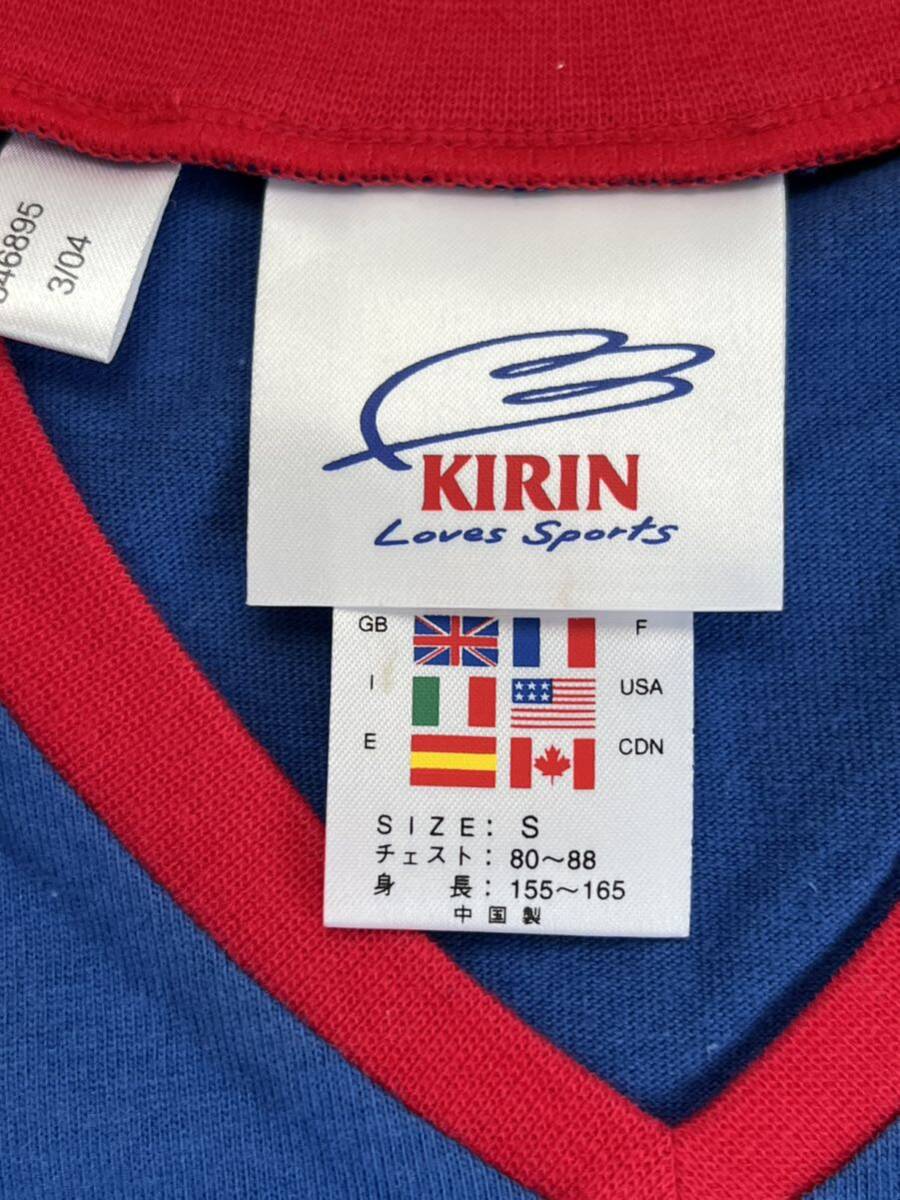 3/04
KIRIN
Loves Sports
GB F
I USA
E CDN
SIZE: S
チェスト: 80～88
身 長: 155～165
中国製